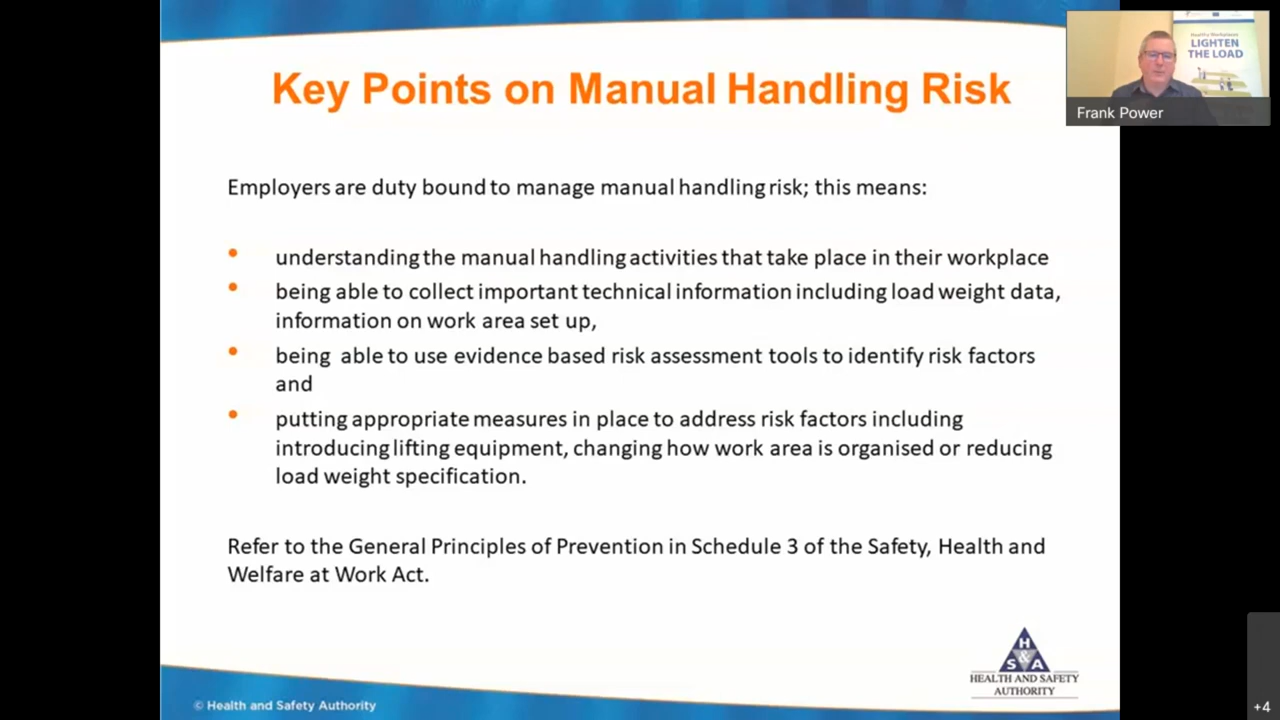 Key Points on Manual Handling Risk
Healthy Workplaces
LIGHTEN
THE LOAD
Frank Power
Employers are duty bound to manage manual handling risk; this means:
• understanding the manual handling activities that take place in their workplace
• being able to collect important technical information including load weight data,
information on work area set up,
• being able to use evidence based risk assessment tools to identify risk factors
and
• putting appropriate measures in place to address risk factors including
introducing lifting equipment, changing how work area is organised or reducing
load weight specification.
Refer to the General Principles of Prevention in Schedule 3 of the Safety, Health and
Welfare at Work Act.
H
S & A
HEALTH AND SAFETY
AUTHORITY
© Health and Safety Authority
+4